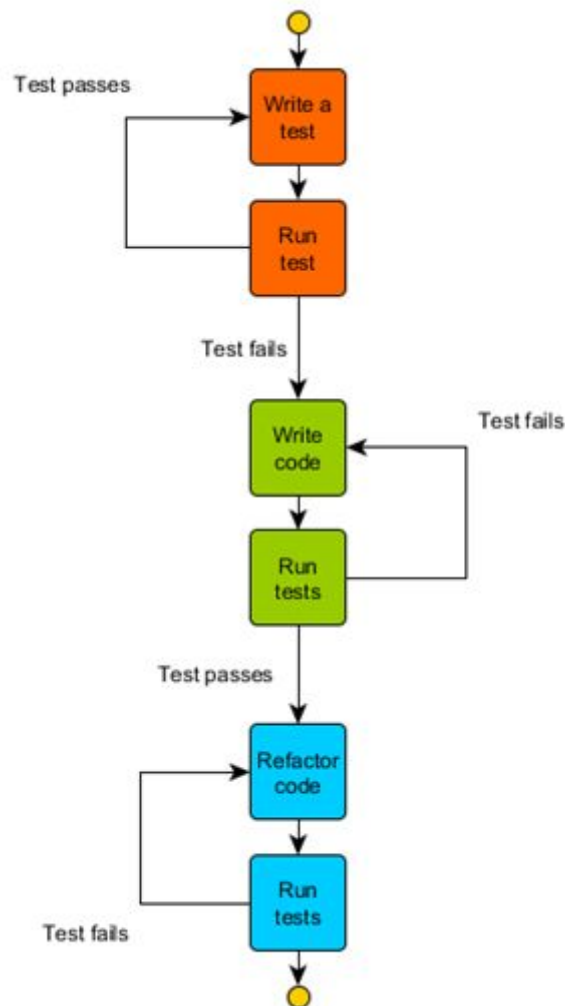 Test passes
Write a
test
Run
test
Test fails
Write
code
Test fails
Run
tests
Test passes
Refactor
code
Run
tests
Test fails